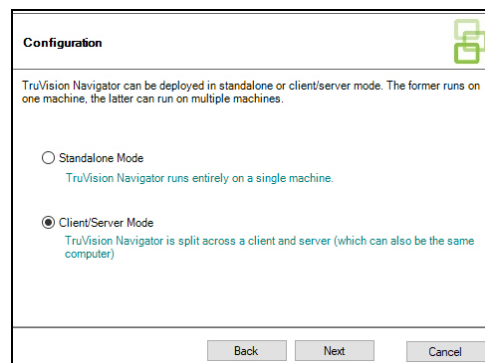 Configuration
TruVision Navigator can be deployed in standalone or client/server mode. The former runs on
one machine, the latter can run on multiple machines.
Standalone Mode
TruVision Navigator runs entirely on a single machine.
Client/Server Mode
TruVision Navigator is split across a client and server (which can also be the same
computer)
Back Next Cancel